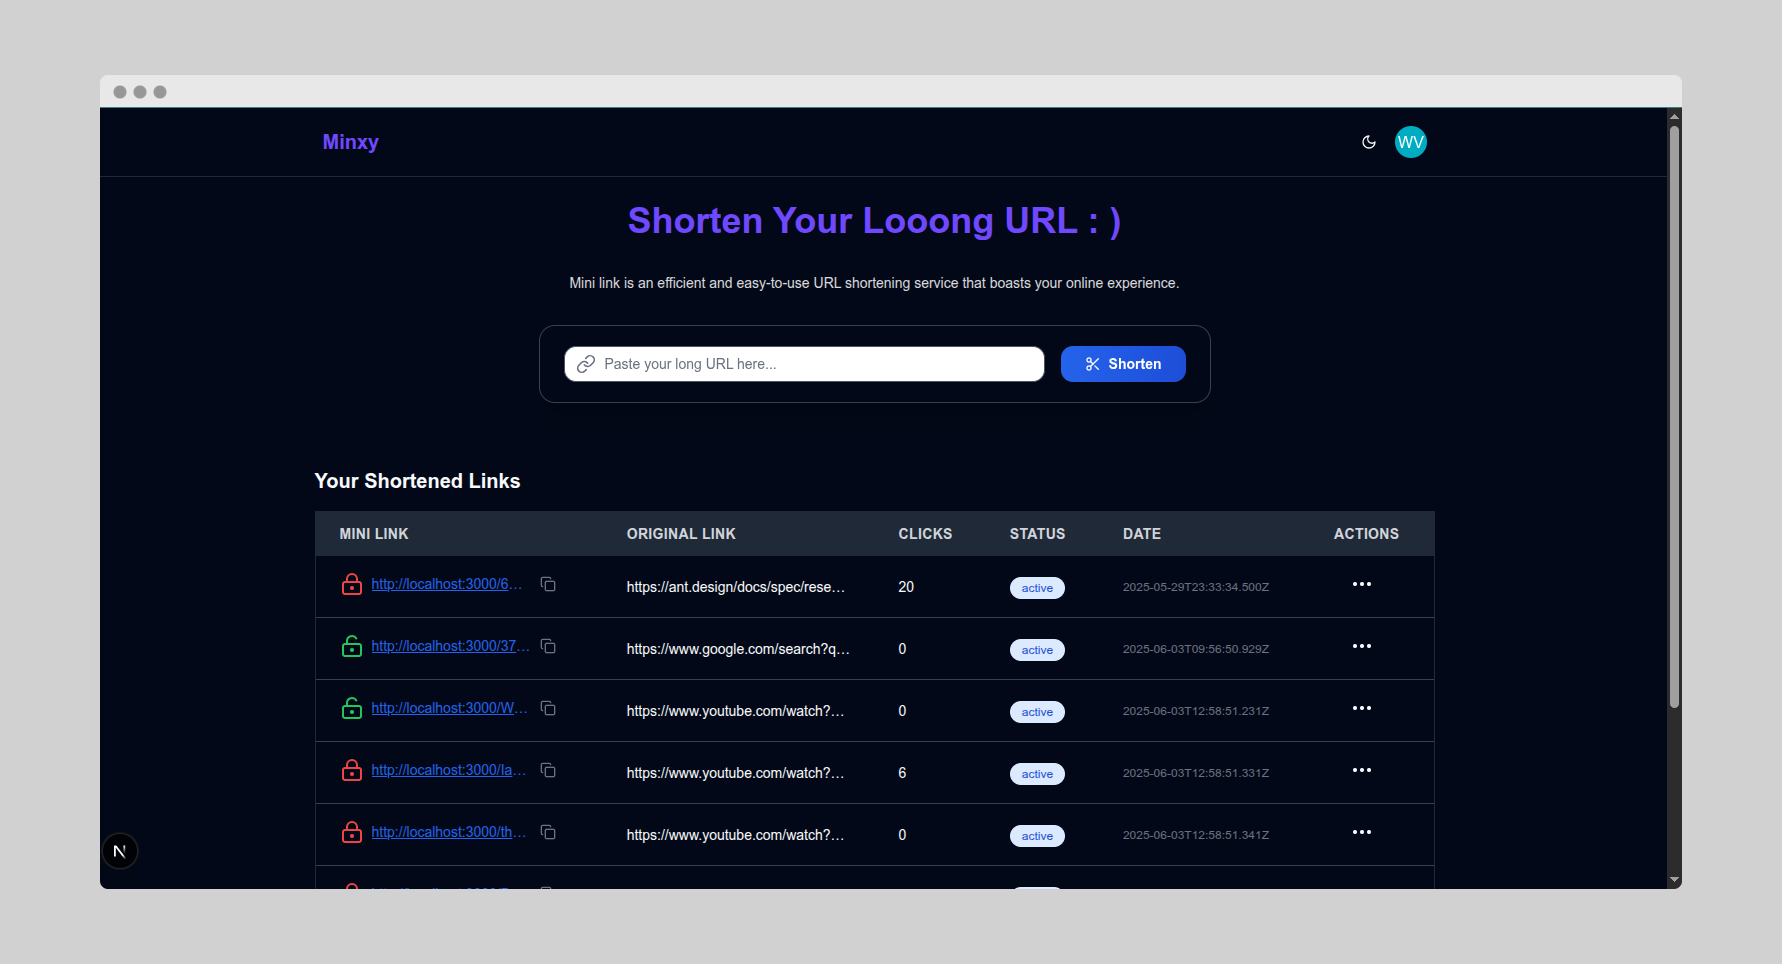 Minxy
WV
Shorten Your Looong URL : )
Mini link is an efficient and easy-to-use URL shortening service that boasts your online experience.
Paste your long URL here...
Shorten
Your Shortened Links
MINI LINK ORIGINAL LINK CLICKS STATUS DATE ACTIONS
http://localhost:3000/6... https://ant.design/docs/spec/rese... 20 active 2025-05-29T23:33:34.500Z
http://localhost:3000/37... https://www.google.com/search?q... 0 active 2025-06-03T09:56:50.929Z
http://localhost:3000/W... https://www.youtube.com/watch?... 0 active 2025-06-03T12:58:51.231Z
http://localhost:3000/la... https://www.youtube.com/watch?... 6 active 2025-06-03T12:58:51.331Z
http://localhost:3000/th... https://www.youtube.com/watch?... 0 active 2025-06-03T12:58:51.341Z
N